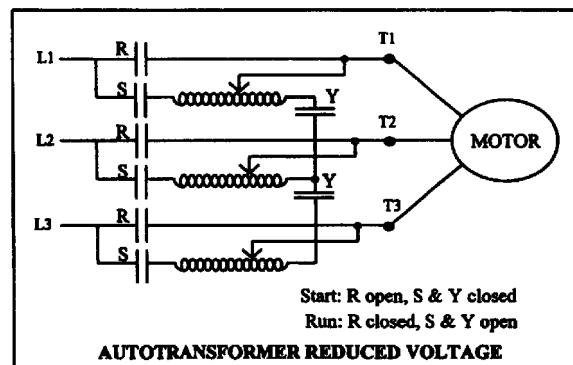 L1 R T1
S Y
L2 R T2
MOTOR
S Y
L3 R T3
S
Start: R open, S & Y closed
Run: R closed, S & Y open
AUTOTRANSFORMER REDUCED VOLTAGE